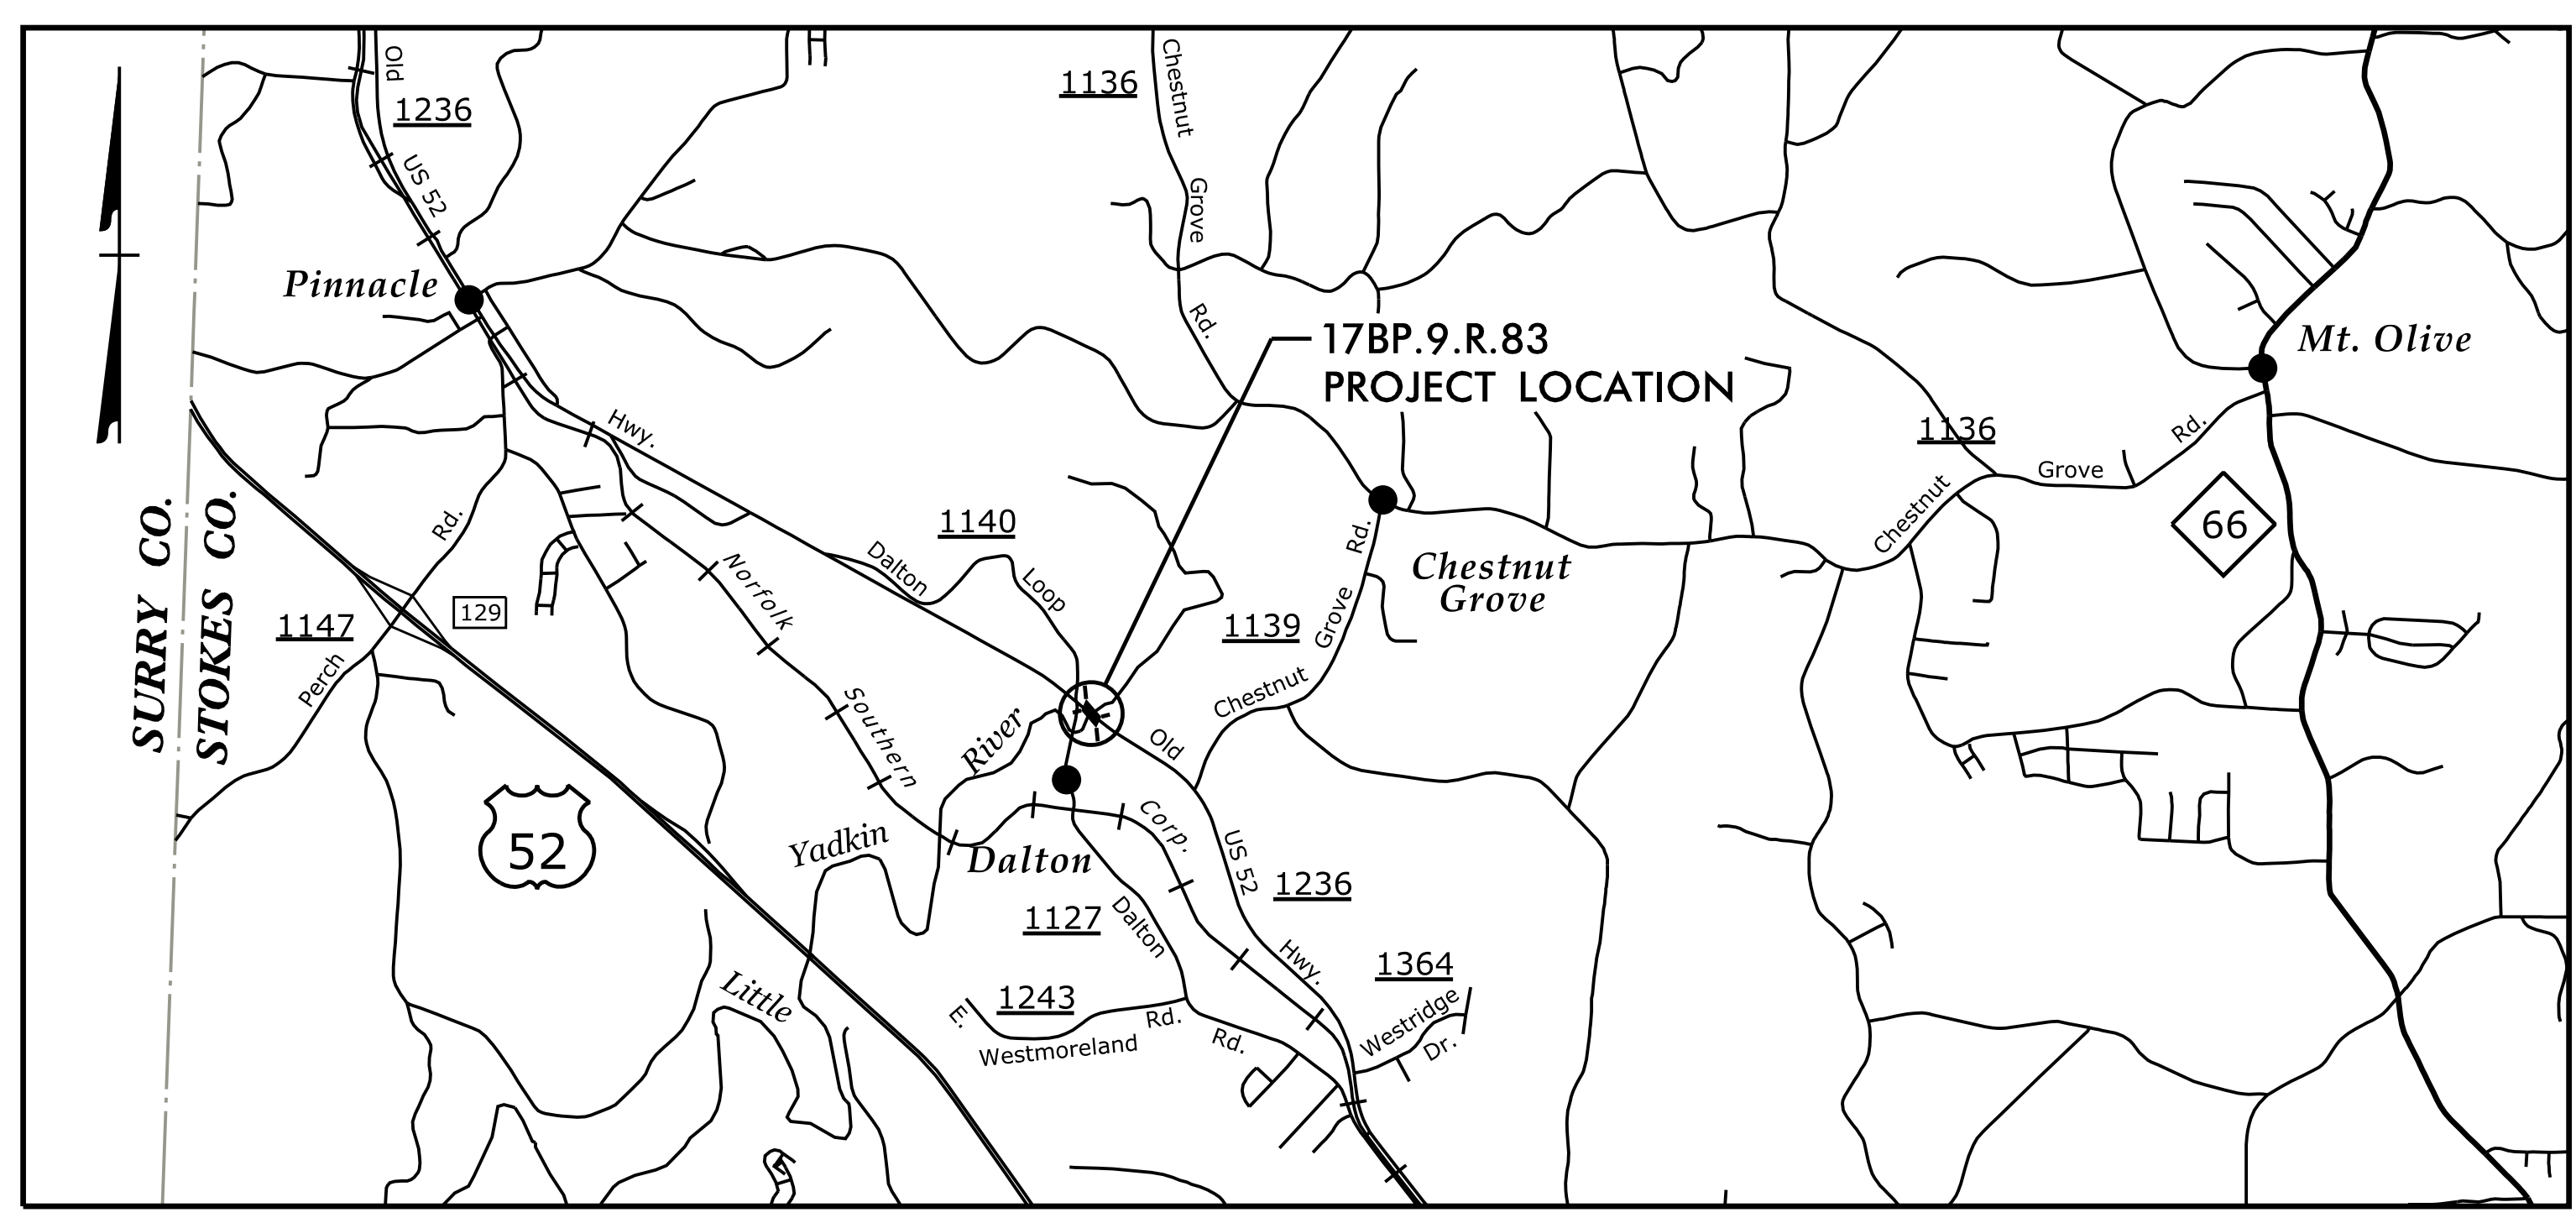 Old
1236
US 52
1136
Chestnut
Grove
Rd.
Pinnacle
17BP.9.R.83
PROJECT LOCATION
Mt. Olive
Hwy.
1136
Rd.
Grove
Chestnut
66
SURRY CO.
STOKES CO.
Rd.
1147
129
Perch
1140
Dalton
Loop
Norfolk
Southern
Corp.
Rd.
Grove
Chestnut
1139
Chestnut
Grove
River
Yadkin
Little
52
Dalton
Old
US 52
Hwy.
1236
1127
Dalton
Rd.
1243
E.
Westmoreland
Rd.
1364
Westridge
Dr.